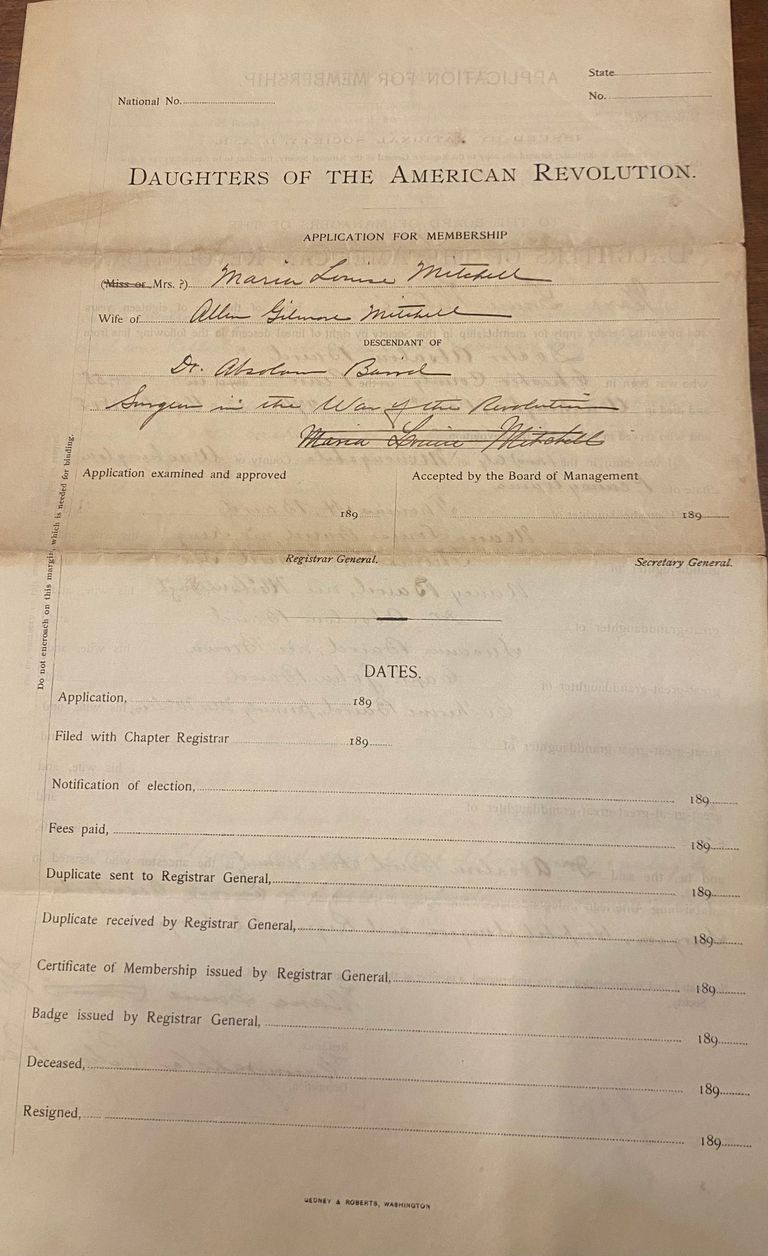 State
National No.
No.
DAUGHTERS OF THE AMERICAN REVOLUTION.
APPLICATION FOR MEMBERSHIP
(Miss or Mrs. ?) Maria Louise Mitchell
Wife of Allen Gilmore Mitchell
DESCENDANT OF
Dr. Absolom Baird
Surgeon in the War of the Revolution
Maria Louise Mitchell
Application examined and approved
Accepted by the Board of Management
189
189
Registrar General.
Secretary General.
Do not encroach on this margin, which is needed for binding.
DATES.
Application, 189
Filed with Chapter Registrar 189
Notification of election, 189
Fees paid, 189
Duplicate sent to Registrar General, 189
Duplicate received by Registrar General, 189
Certificate of Membership issued by Registrar General, 189
Badge issued by Registrar General, 189
Deceased, 189
Resigned, 189
GEDNEY & ROBERTS, WASHINGTON